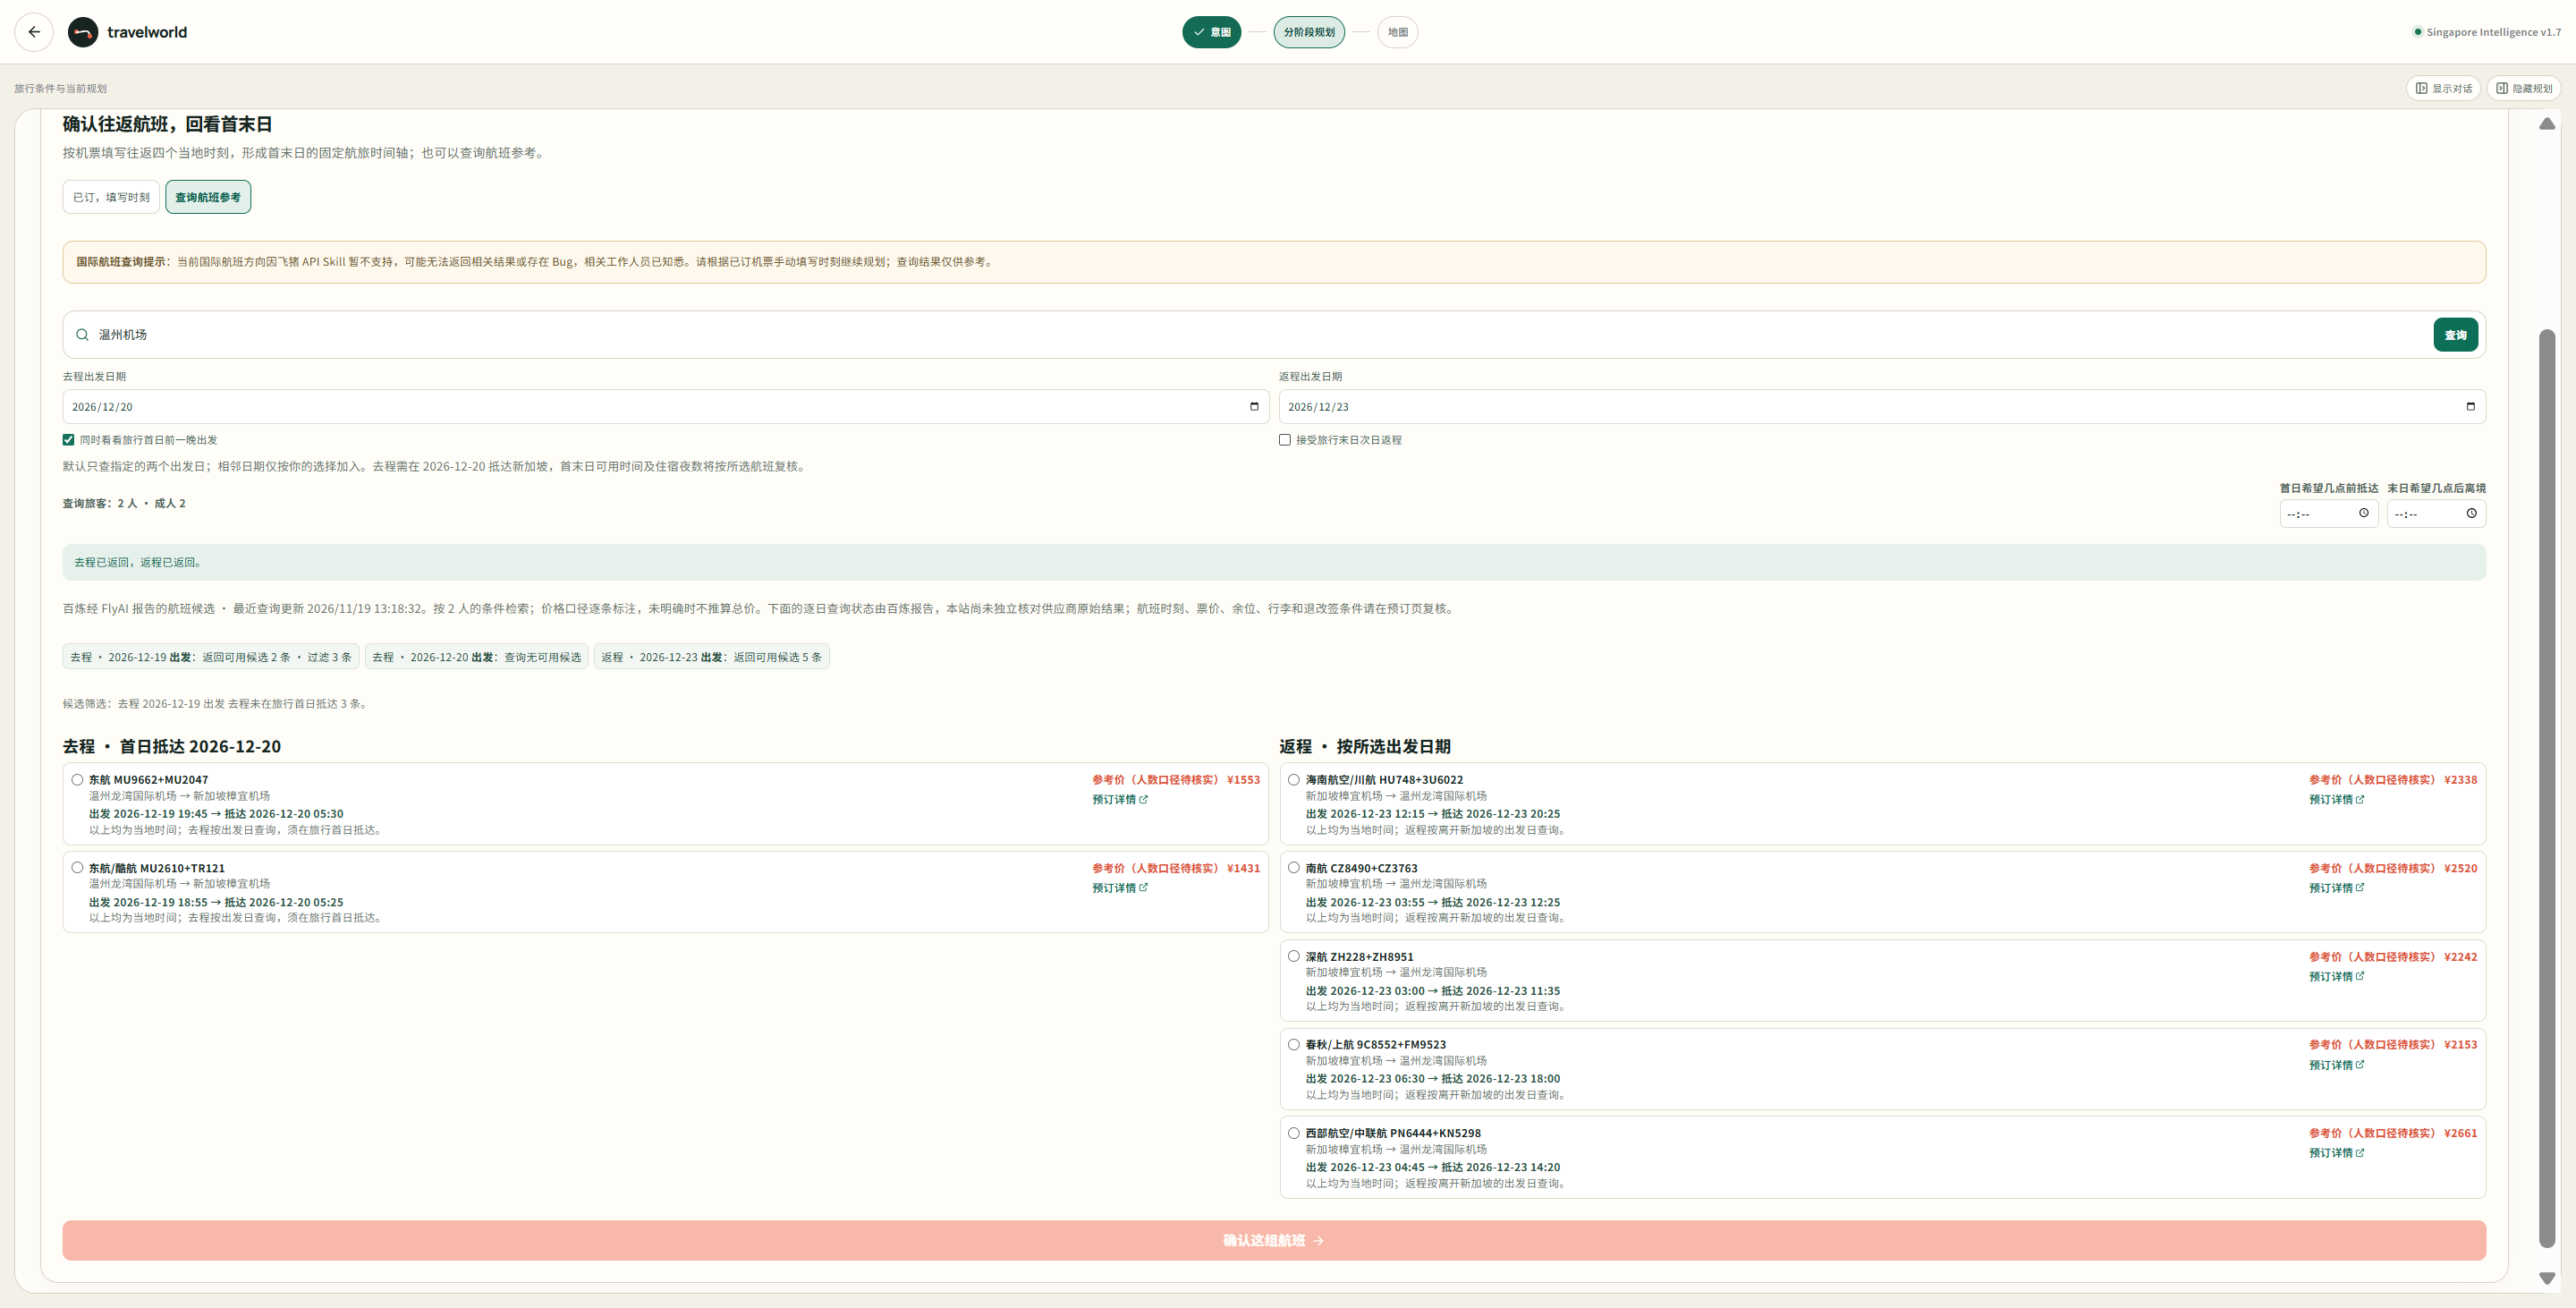 travelworld
意图
分阶段规划
地图
Singapore Intelligence v1.7
旅行条件与当前规划
显示对话
隐藏规划
确认往返航班，回看首末日
按机票填写往返四个当地时刻，形成首末日的固定航旅时间轴；也可以查询航班参考。
已订，填写时刻
查询航班参考
国际航班查询提示：当前国际航班方向因飞猪 API Skill 暂不支持，可能无法返回相关结果或存在 Bug，相关工作人员已知悉。请根据已订机票手动填写时刻继续规划；查询结果仅供参考。
温州机场
查询
去程出发日期
返程出发日期
2026/12/20
2026/12/23
同时看看旅行首日前一晚出发
接受旅行末日次日返程
默认只查指定的两个出发日；相邻日期仅按你的选择加入。去程需在 2026-12-20 抵达新加坡，首末日可用时间及住宿夜数将按所选航班复核。
查询旅客：2 人 · 成人 2
首日希望几点前抵达
末日希望几点后离境
--:--
--:--
去程已返回，返程已返回。
百炼经 FlyAI 报告的航班候选 · 最近查询更新 2026/11/19 13:18:32。按 2 人的条件检索；价格口径逐条标注，未明确时不推算总价。下面的逐日查询状态由百炼报告，本站尚未独立核对供应商原始结果；航班时刻、票价、余位、行李和退改签条件请在预订页复核。
去程 · 2026-12-19 出发：返回可用候选 2 条 · 过滤 3 条
去程 · 2026-12-20 出发：查询无可用候选
返程 · 2026-12-23 出发：返回可用候选 5 条
候选筛选：去程 2026-12-19 出发 去程未在旅行首日抵达 3 条。
去程 · 首日抵达 2026-12-20
东航 MU9662+MU2047
参考价（人数口径待核实） ¥1553
温州龙湾国际机场 → 新加坡樟宜机场
预订详情
出发 2026-12-19 19:45 → 抵达 2026-12-20 05:30
以上均为当地时间；去程按出发日查询，须在旅行首日抵达。
东航/酷航 MU2610+TR121
参考价（人数口径待核实） ¥1431
温州龙湾国际机场 → 新加坡樟宜机场
预订详情
出发 2026-12-19 18:55 → 抵达 2026-12-20 05:25
以上均为当地时间；去程按出发日查询，须在旅行首日抵达。
返程 · 按所选出发日期
海南航空/川航 HU748+3U6022
参考价（人数口径待核实） ¥2338
新加坡樟宜机场 → 温州龙湾国际机场
预订详情
出发 2026-12-23 12:15 → 抵达 2026-12-23 20:25
以上均为当地时间；返程按离开新加坡的出发日查询。
南航 CZ8490+CZ3763
参考价（人数口径待核实） ¥2520
新加坡樟宜机场 → 温州龙湾国际机场
预订详情
出发 2026-12-23 03:55 → 抵达 2026-12-23 12:25
以上均为当地时间；返程按离开新加坡的出发日查询。
深航 ZH228+ZH8951
参考价（人数口径待核实） ¥2242
新加坡樟宜机场 → 温州龙湾国际机场
预订详情
出发 2026-12-23 03:00 → 抵达 2026-12-23 11:35
以上均为当地时间；返程按离开新加坡的出发日查询。
春秋/上航 9C8552+FM9523
参考价（人数口径待核实） ¥2153
新加坡樟宜机场 → 温州龙湾国际机场
预订详情
出发 2026-12-23 06:30 → 抵达 2026-12-23 18:00
以上均为当地时间；返程按离开新加坡的出发日查询。
西部航空/中联航 PN6444+KN5298
参考价（人数口径待核实） ¥2661
新加坡樟宜机场 → 温州龙湾国际机场
预订详情
出发 2026-12-23 04:45 → 抵达 2026-12-23 14:20
以上均为当地时间；返程按离开新加坡的出发日查询。
确认这组航班 →